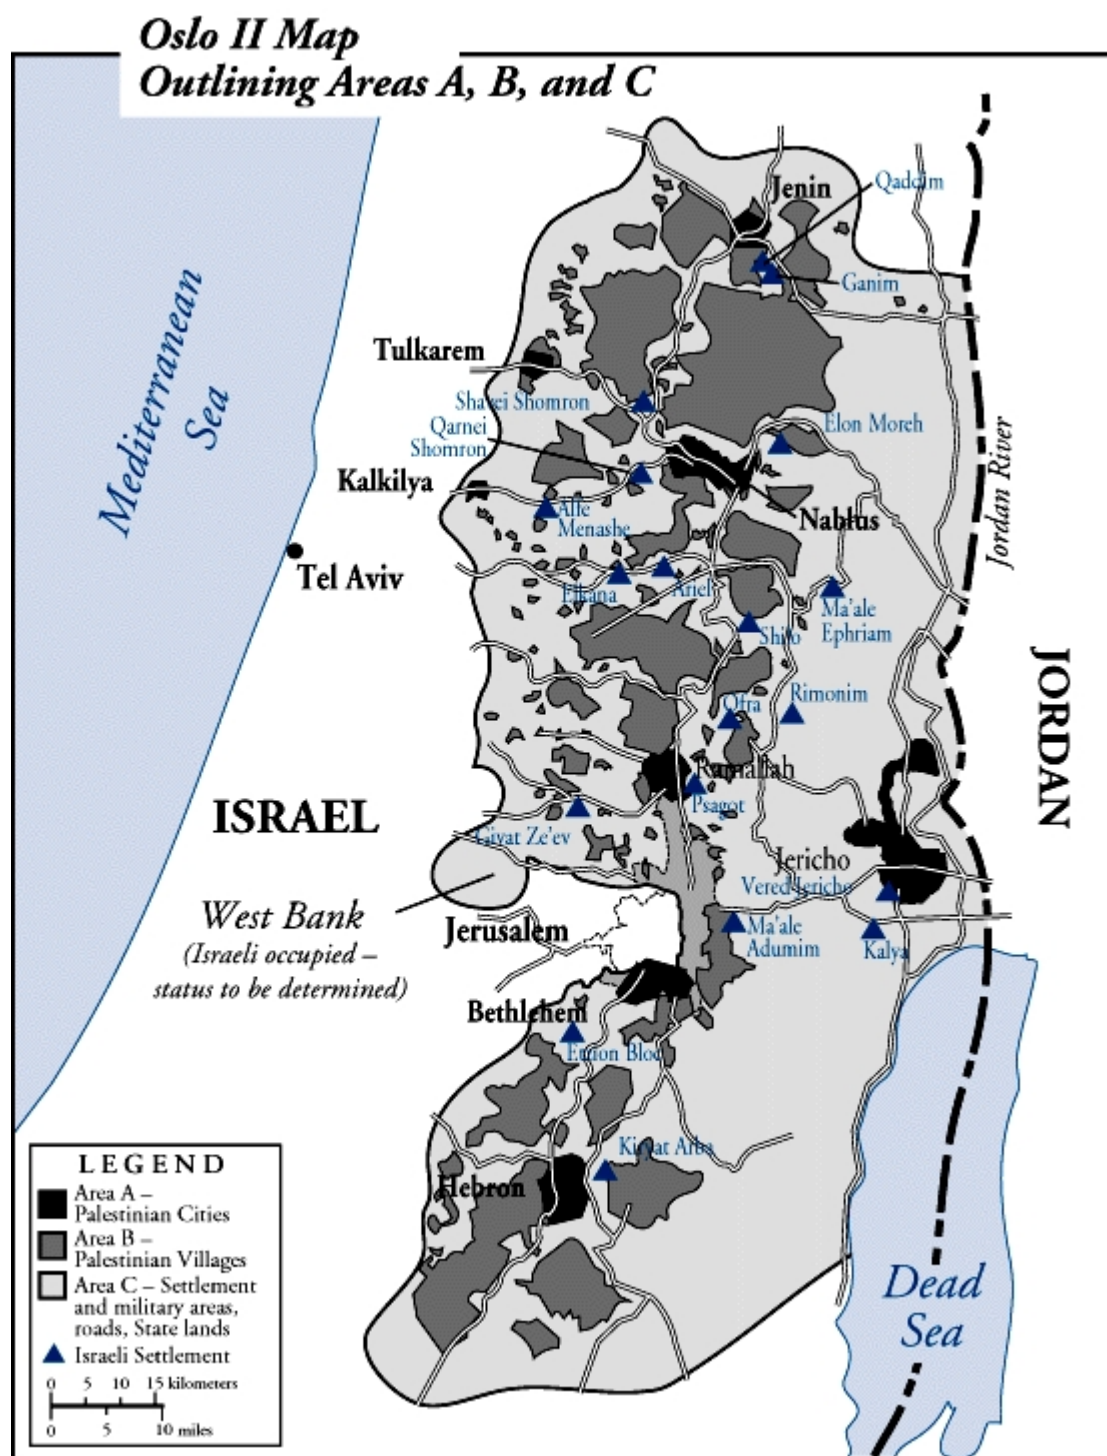 Oslo II Map
Outlining Areas A, B, and C
Mediterranean
Sea
Jenin
Qaddim
Ganim
Tulkarem
Shavei Shomron
Qarnei
Shomron
Elon Moreh
Kalkilya
Alfe
Menashe
Nablus
Jordan River
Tel Aviv
Elkana
Ariel
Ma'ale
Ephriam
Shilo
JORDAN
Ofra
Rimonim
Ramallah
Psagot
ISRAEL
Givat Ze'ev
Jericho
Vered Jericho
West Bank
(Israeli occupied –
status to be determined)
Jerusalem
Ma'ale
Adumim
Kalya
Bethlehem
Etzion Bloc
Kiryat Arba
Hebron
Dead
Sea
LEGEND
Area A –
Palestinian Cities
Area B –
Palestinian Villages
Area C – Settlement
and military areas,
roads, State lands
Israeli Settlement
0 5 10 15 kilometers
0 5 10 miles